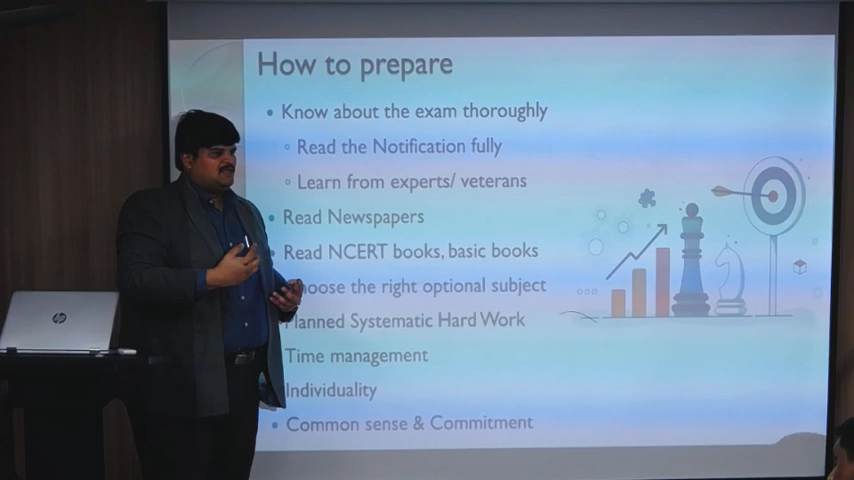 How to prepare
• Know about the exam thoroughly
◦ Read the Notification fully
◦ Learn from experts/ veterans
• Read Newspapers
• Read NCERT books, basic books
the right optional subject
Systematic Hard Work
Time management
Individuality
• Common sense & Commitment
hp